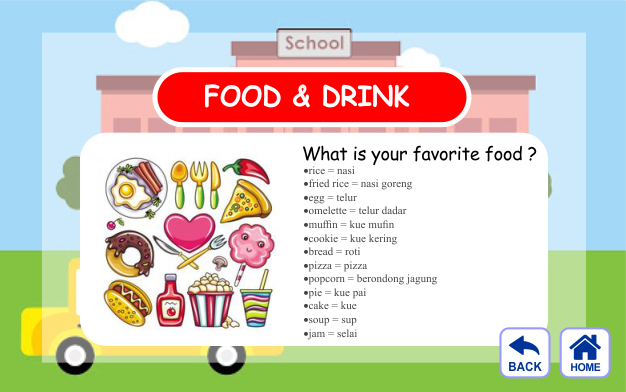 School
FOOD & DRINK
What is your favorite food ?
•rice = nasi
•fried rice = nasi goreng
•egg = telur
•omelette = telur dadar
•muffin = kue mufin
•cookie = kue kering
•bread = roti
•pizza = pizza
•popcorn = berondong jagung
•pie = kue pai
•cake = kue
•soup = sup
•jam = selai
BACK
HOME